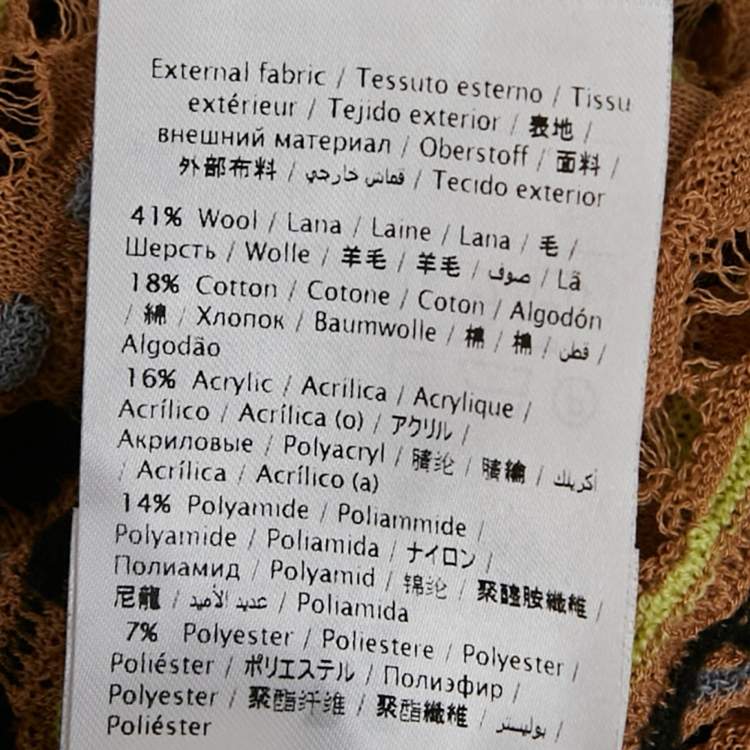 External fabric / Tessuto esterno / Tissu
extérieur / Tejido exterior / 表地 /
внешний материал / Oberstoff / 面料 /
外部布料 / قماش خارجي / Tecido exterior
41% Wool / Lana / Laine / Lana / 毛 /
Шерсть / Wolle / 羊毛 / 羊毛 / صوف / Lã
18% Cotton / Cotone / Coton / Algodón
/ 綿 / Хлопок / Baumwolle / 棉 / 棉 / قطن /
Algodão
16% Acrylic / Acrilica / Acrylique /
Acrílico / Acrílica (o) / アクリル /
Акриловые / Polyacryl / 腈纶 / 腈綸 / أكريلك
/ Acrílica / Acrílico (a)
14% Polyamide / Poliammide /
Polyamide / Poliamida / ナイロン /
Полиамид / Polyamid / 锦纶 / 聚醯胺纖維 /
尼龍 / عديد الأميد / Poliamida
7% Polyester / Poliestere / Polyester /
Poliéster / ポリエステル / Полиэфир /
Polyester / 聚酯纤维 / 聚酯纖維 / بوليستر /
Poliéster